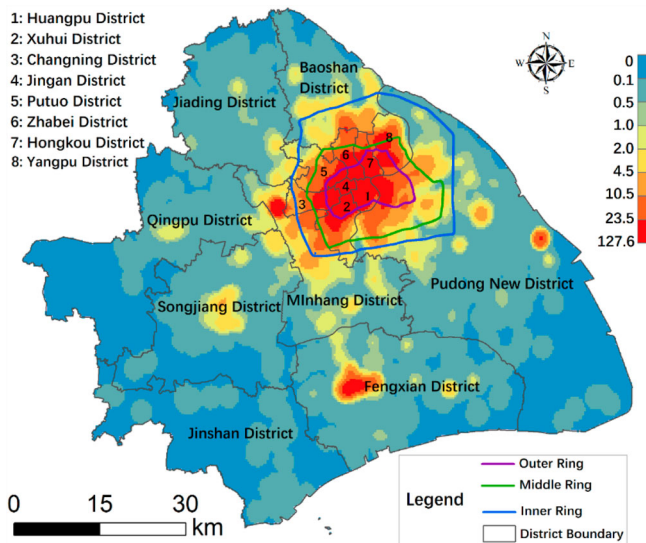 1: Huangpu District
2: Xuhui District
3: Changning District
4: Jingan District
5: Putuo District
6: Zhabei District
7: Hongkou District
8: Yangpu District
N
W E
S
0
0.1
0.5
1.0
2.0
4.5
10.5
23.5
127.6
Baoshan
District
Jiading District
8
6
7
5
4
3
1
2
Qingpu District
Pudong New District
Songjiang District
MInhang District
Fengxian District
Jinshan District
0 15 30
km
Legend
Outer Ring
Middle Ring
Inner Ring
District Boundary